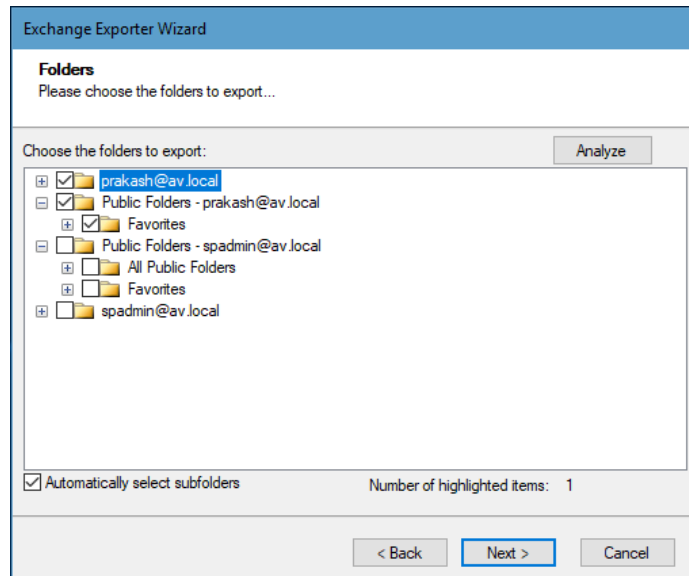 Exchange Exporter Wizard
Folders
Please choose the folders to export...
Choose the folders to export:
Analyze
prakash@av.local
Public Folders - prakash@av.local
Favorites
Public Folders - spadmin@av.local
All Public Folders
Favorites
spadmin@av.local
Automatically select subfolders
Number of highlighted items: 1
< Back
Next >
Cancel